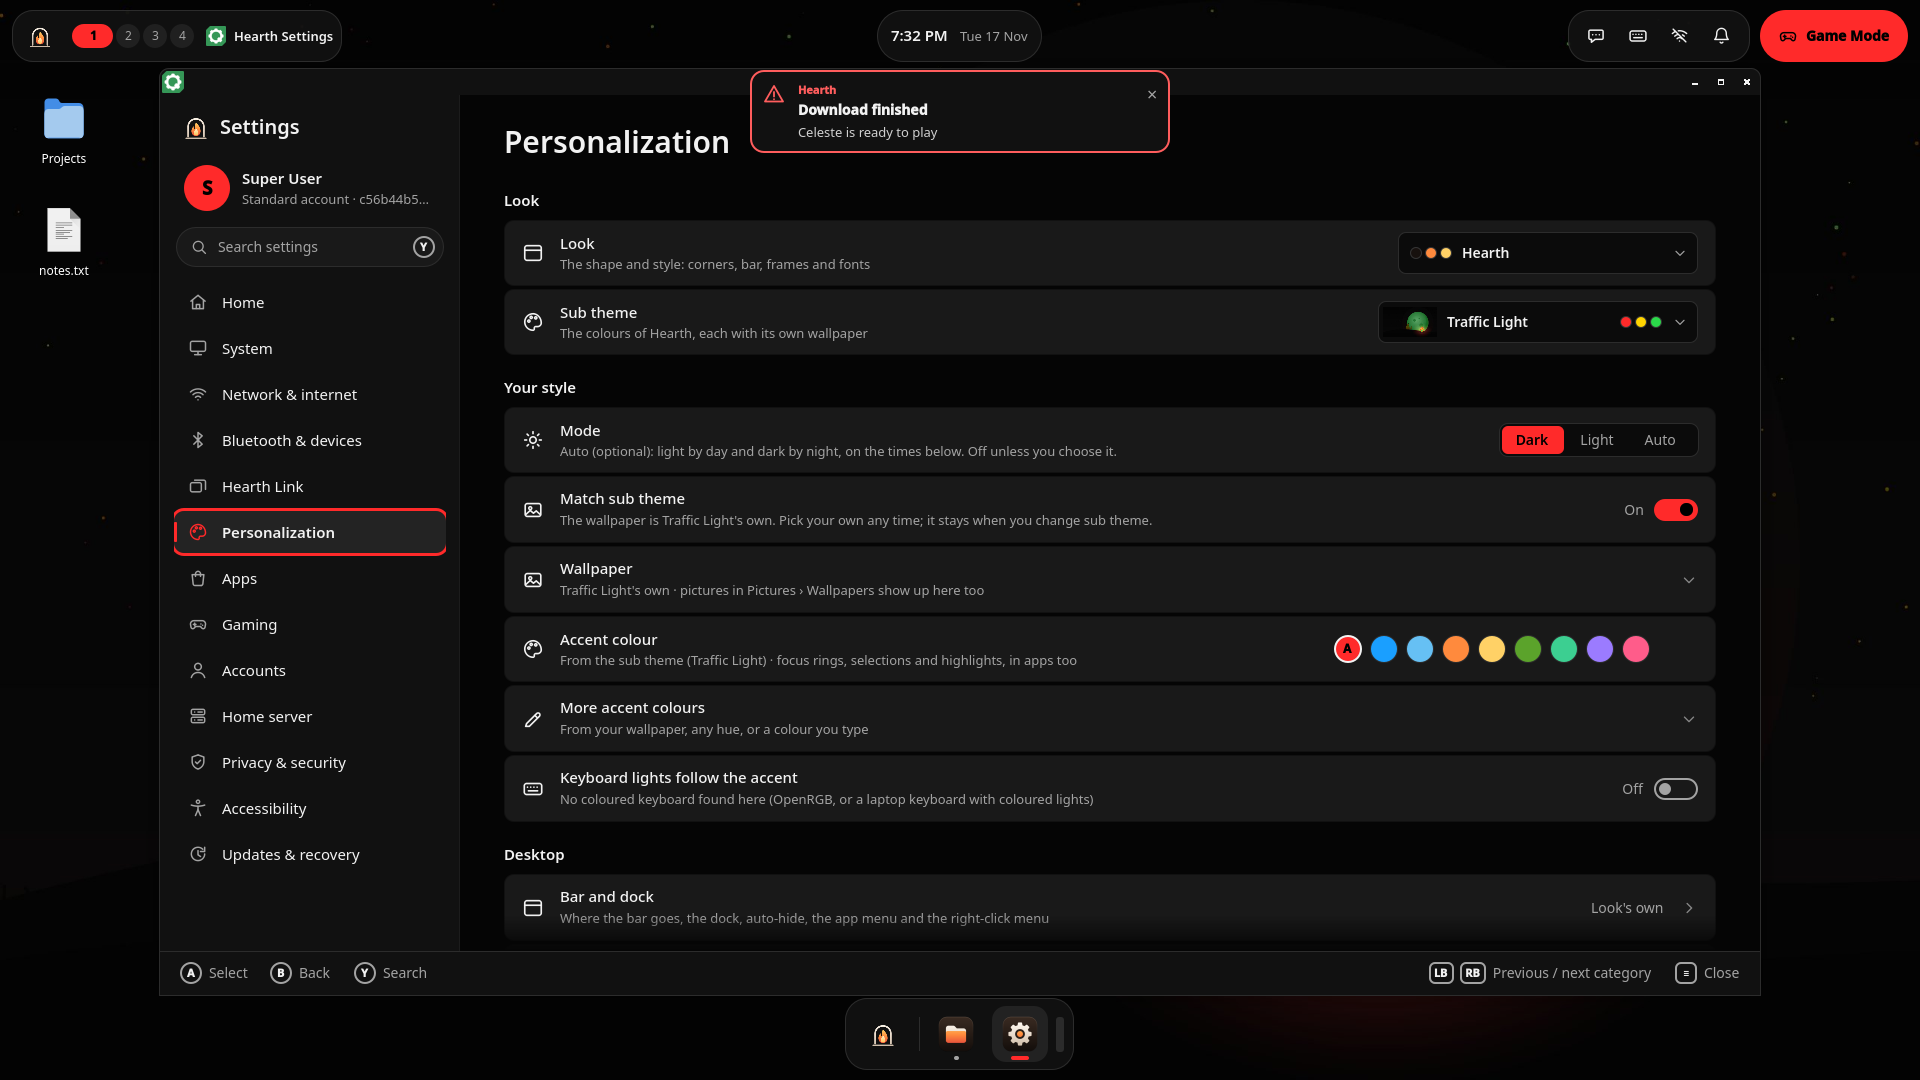 1 2 3 4 Hearth Settings
7:32 PM Tue 17 Nov
Game Mode
Projects
notes.txt
Hearth
Download finished
Celeste is ready to play
Settings
S
Super User
Standard account · c56b44b5...
Search settings Y
Home
System
Network & internet
Bluetooth & devices
Hearth Link
Personalization
Apps
Gaming
Accounts
Home server
Privacy & security
Accessibility
Updates & recovery
Personalization
Look
Look
The shape and style: corners, bar, frames and fonts
Hearth
Sub theme
The colours of Hearth, each with its own wallpaper
Traffic Light
Your style
Mode
Auto (optional): light by day and dark by night, on the times below. Off unless you choose it.
Dark Light Auto
Match sub theme
The wallpaper is Traffic Light's own. Pick your own any time; it stays when you change sub theme.
On
Wallpaper
Traffic Light's own · pictures in Pictures › Wallpapers show up here too
Accent colour
From the sub theme (Traffic Light) · focus rings, selections and highlights, in apps too
A
More accent colours
From your wallpaper, any hue, or a colour you type
Keyboard lights follow the accent
No coloured keyboard found here (OpenRGB, or a laptop keyboard with coloured lights)
Off
Desktop
Bar and dock
Where the bar goes, the dock, auto-hide, the app menu and the right-click menu
Look's own
A Select B Back Y Search
LB RB Previous / next category Close